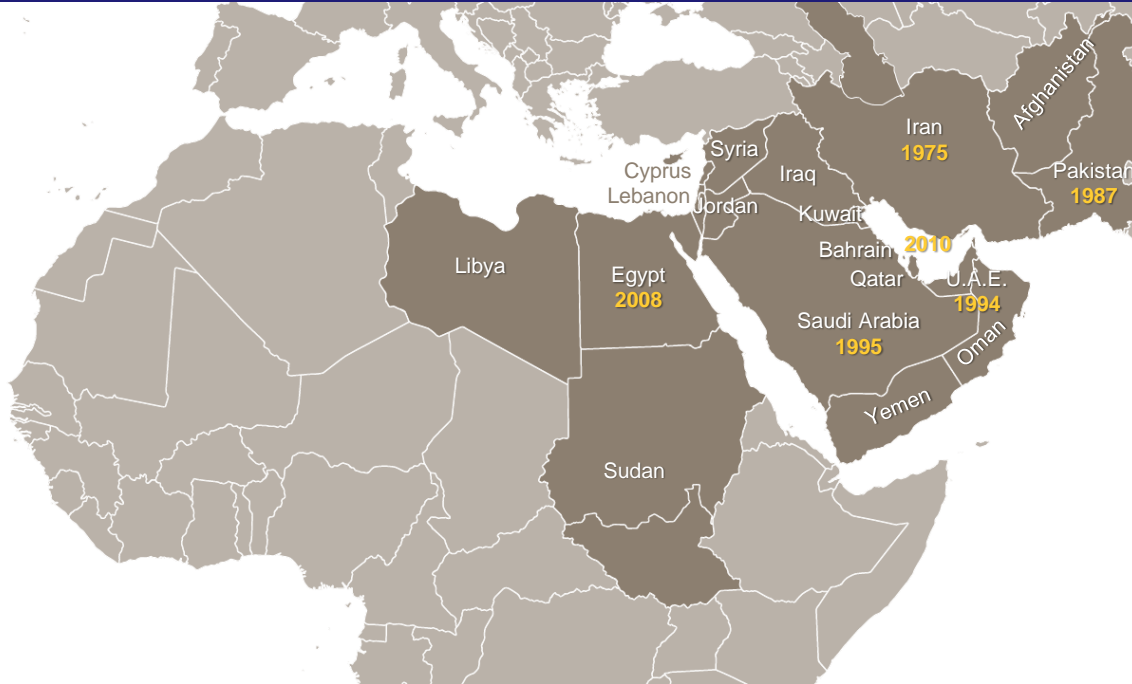 Afghanistan
Iran
1975
Syria
Cyprus
Iraq
Pakistan
1987
Lebanon
Jordan
Kuwait
Bahrain
2010
Libya
Egypt
2008
Qatar
U.A.E.
1994
Saudi Arabia
1995
Oman
Yemen
Sudan